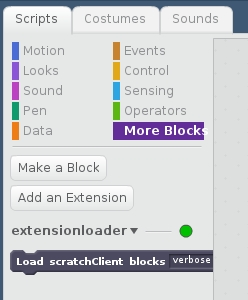 Scripts Costumes Sounds
Motion Events
Looks Control
Sound Sensing
Pen Operators
Data More Blocks
Make a Block
Add an Extension
extensionloader
Load scratchClient blocks verbose